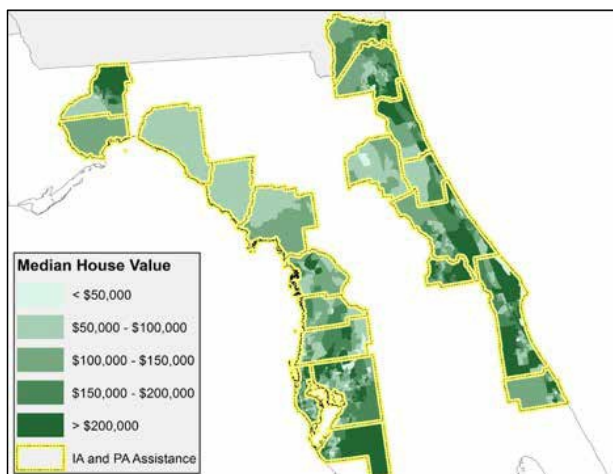 Median House Value
< $50,000
$50,000 - $100,000
$100,000 - $150,000
$150,000 - $200,000
> $200,000
IA and PA Assistance